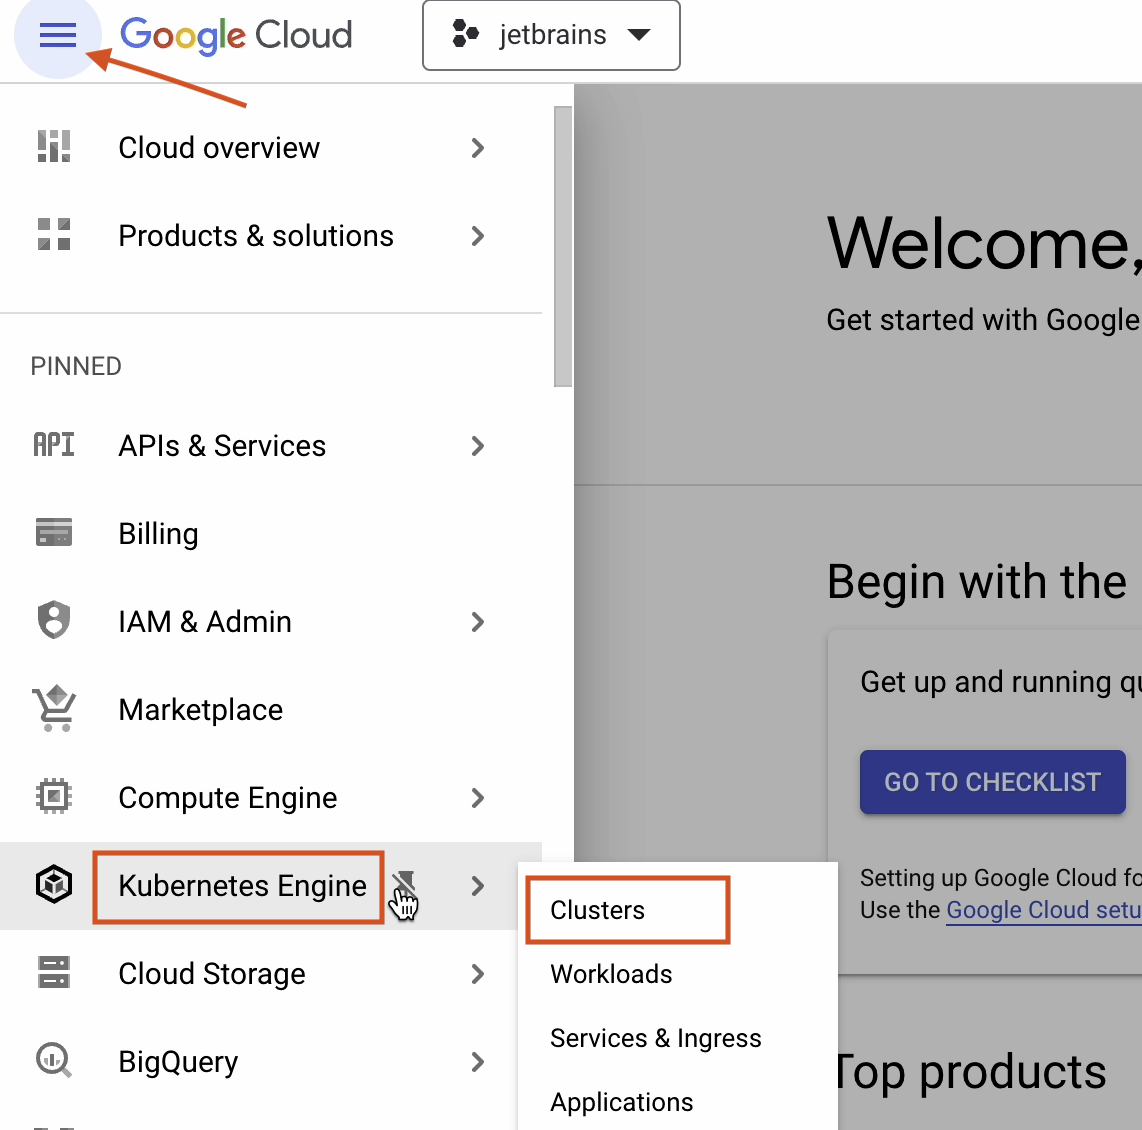 Google Cloud
jetbrains
Cloud overview
Products & solutions
PINNED
API
APIs & Services
Billing
IAM & Admin
Marketplace
Compute Engine
Kubernetes Engine
Cloud Storage
BigQuery
Clusters
Workloads
Services & Ingress
Applications
Welcome,
Get started with Google
Begin with the
Get up and running qu
GO TO CHECKLIST
Setting up Google Cloud fo
Use the Google Cloud setu
Top products